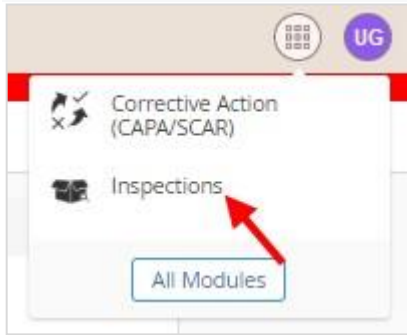 UG
Corrective Action
(CAPA/SCAR)
Inspections
All Modules